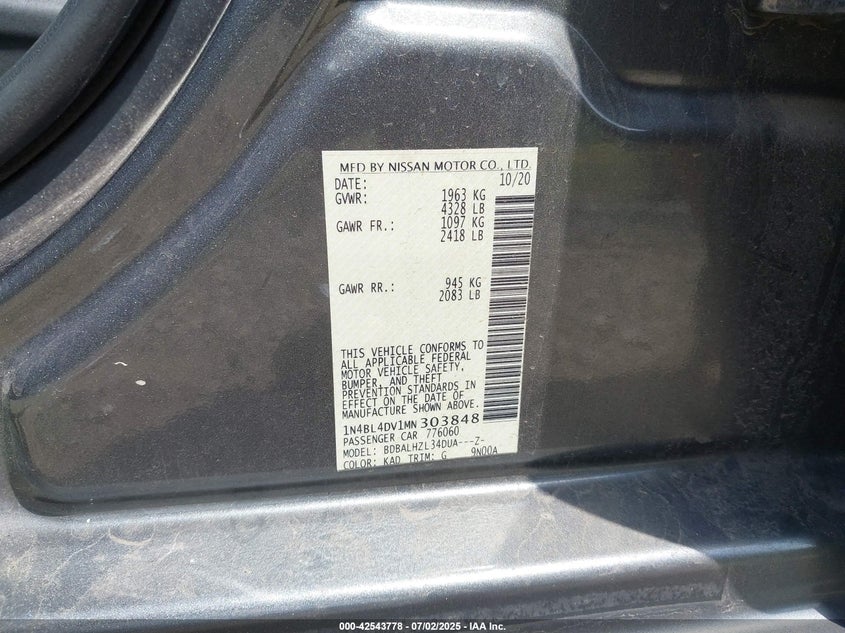 MFD BY NISSAN MOTOR CO., LTD.
DATE: 10/20
GVWR: 1963 KG
4328 LB
GAWR FR.: 1097 KG
2418 LB
GAWR RR.: 945 KG
2083 LB
THIS VEHICLE CONFORMS TO
ALL APPLICABLE FEDERAL
MOTOR VEHICLE SAFETY,
BUMPER, AND THEFT
PREVENTION STANDARDS IN
EFFECT ON THE DATE OF
MANUFACTURE SHOWN ABOVE.
1N4BL4DV1MN303848
PASSENGER CAR 776060
MODEL: BDBALHZL34DUA---Z-
COLOR: KAD TRIM: G 9N00A
000-42543778 - 07/02/2025 - IAA Inc.